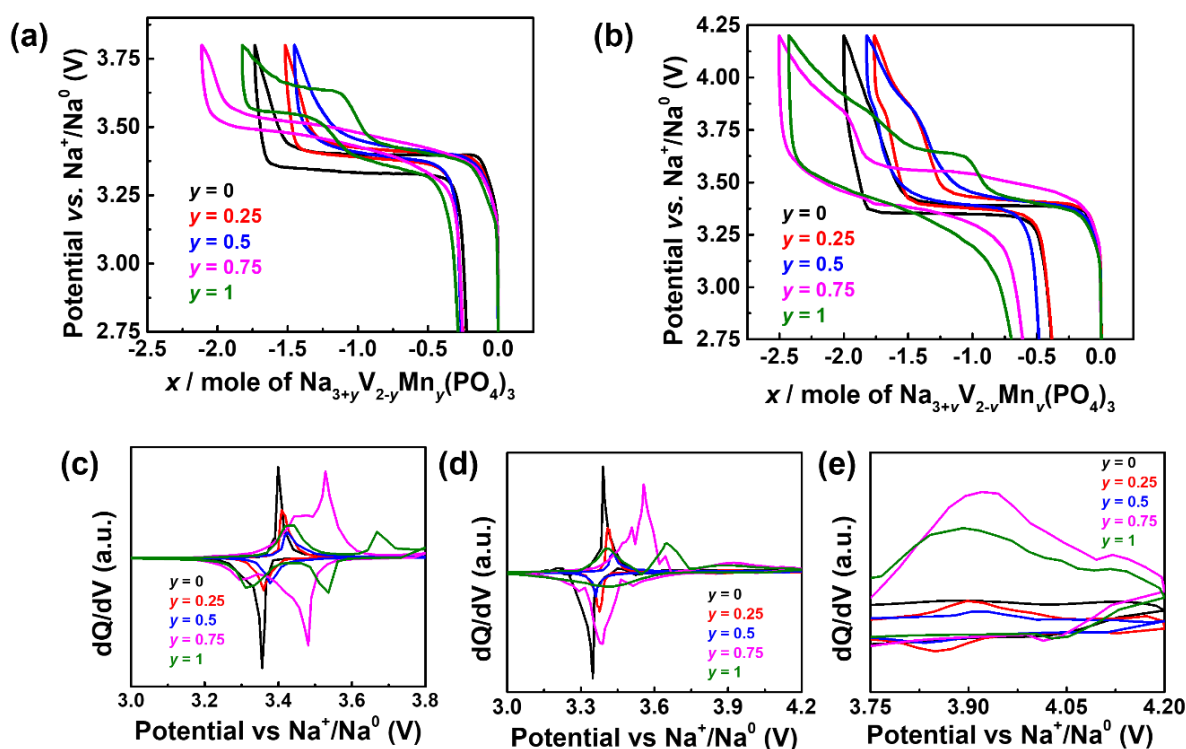 (a)
Potential vs. Na⁺/Na⁰ (V)
3.75
3.50
3.25
3.00
2.75
y = 0
y = 0.25
y = 0.5
y = 0.75
y = 1
-2.5 -2.0 -1.5 -1.0 -0.5 0.0
x / mole of Na₃₊yV₂₋yMny(PO₄)₃
(b)
Potential vs. Na⁺/Na⁰ (V)
4.25
4.00
3.75
3.50
3.25
3.00
2.75
y = 0
y = 0.25
y = 0.5
y = 0.75
y = 1
-2.5 -2.0 -1.5 -1.0 -0.5 0.0
x / mole of Na₃₊vV₂₋vMnv(PO₄)₃
(c)
dQ/dV (a.u.)
y = 0
y = 0.25
y = 0.5
y = 0.75
y = 1
3.0 3.2 3.4 3.6 3.8
Potential vs Na⁺/Na⁰ (V)
(d)
dQ/dV (a.u.)
y = 0
y = 0.25
y = 0.5
y = 0.75
y = 1
3.0 3.3 3.6 3.9 4.2
Potential vs Na⁺/Na⁰ (V)
(e)
dQ/dV (a.u.)
y = 0
y = 0.25
y = 0.5
y = 0.75
y = 1
3.75 3.90 4.05 4.20
Potential vs Na⁺/Na⁰ (V)